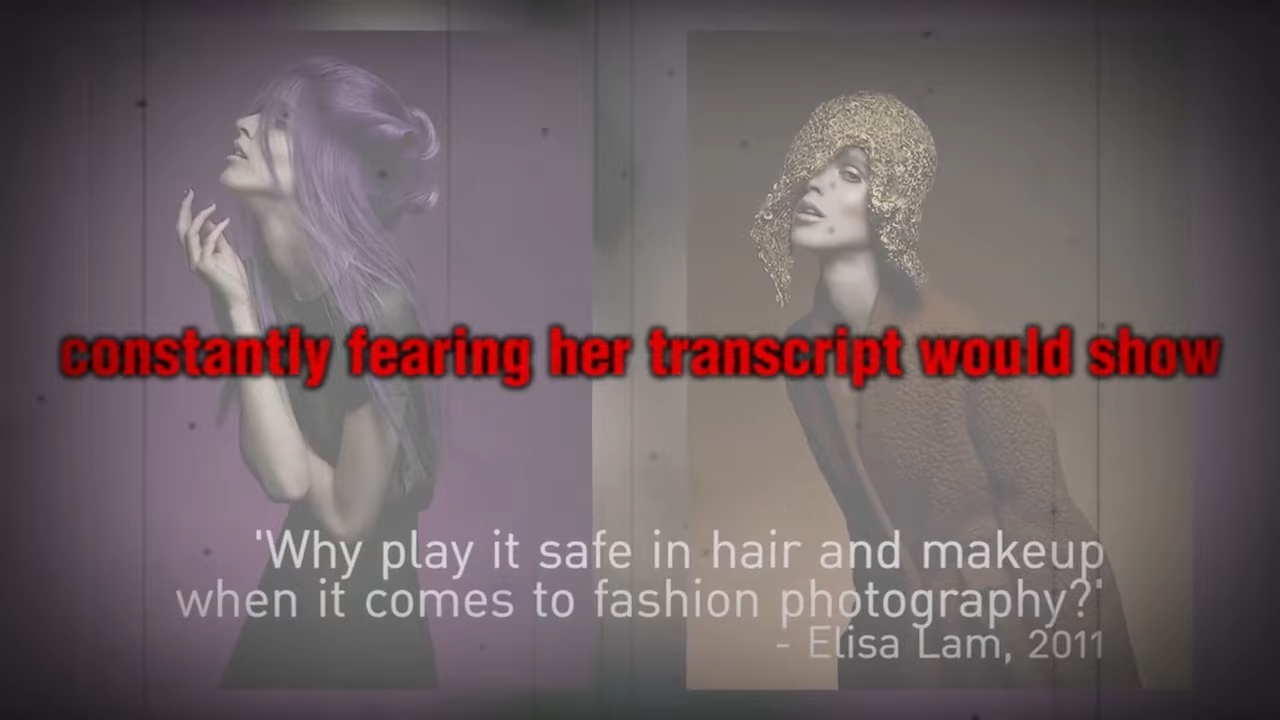 constantly fearing her transcript would show
'Why play it safe in hair and makeup
when it comes to fashion photography?'
- Elisa Lam, 2011